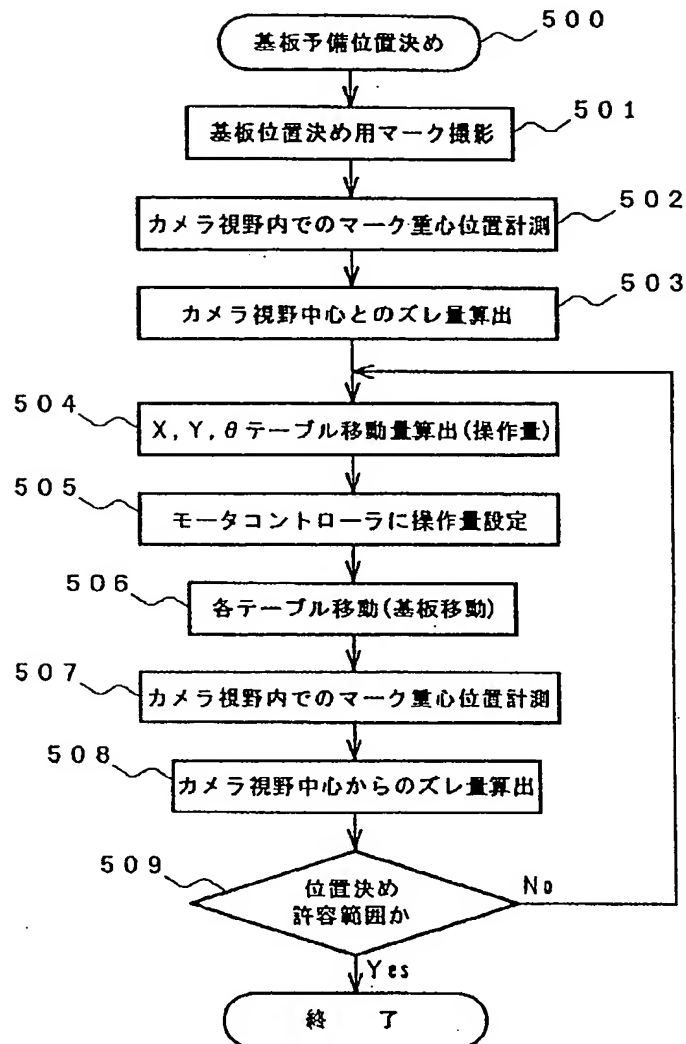 ５００
基板予備位置決め
５０１
基板位置決め用マーク撮影
５０２
カメラ視野内でのマーク重心位置計測
５０３
カメラ視野中心とのズレ量算出
５０４
X, Y, θテーブル移動量算出(操作量)
５０５
モータコントローラに操作量設定
５０６
各テーブル移動(基板移動)
５０７
カメラ視野内でのマーク重心位置計測
５０８
カメラ視野中心からのズレ量算出
５０９
位置決め
許容範囲か
No
Yes
終 了